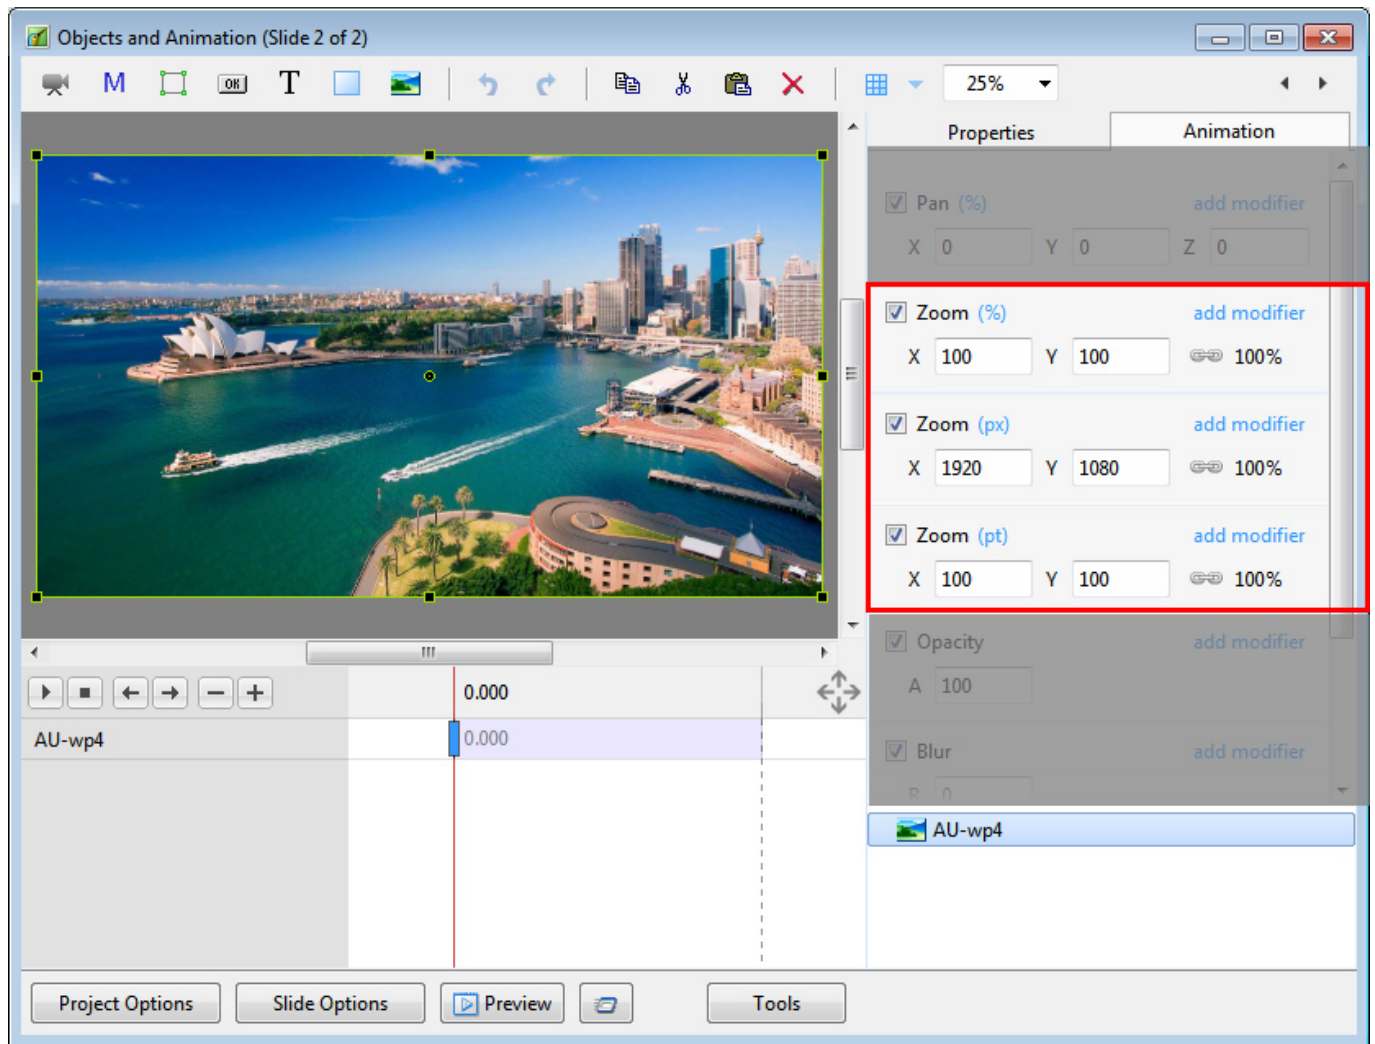 Objects and Animation (Slide 2 of 2)
M OK T 25%
Properties Animation
Pan (%) add modifier
X 0 Y 0 Z 0
Zoom (%) add modifier
X 100 Y 100 100%
Zoom (px) add modifier
X 1920 Y 1080 100%
Zoom (pt) add modifier
X 100 Y 100 100%
Opacity add modifier
A 100
Blur add modifier
R 0
0.000
AU-wp4 0.000
AU-wp4
Project Options Slide Options Preview Tools